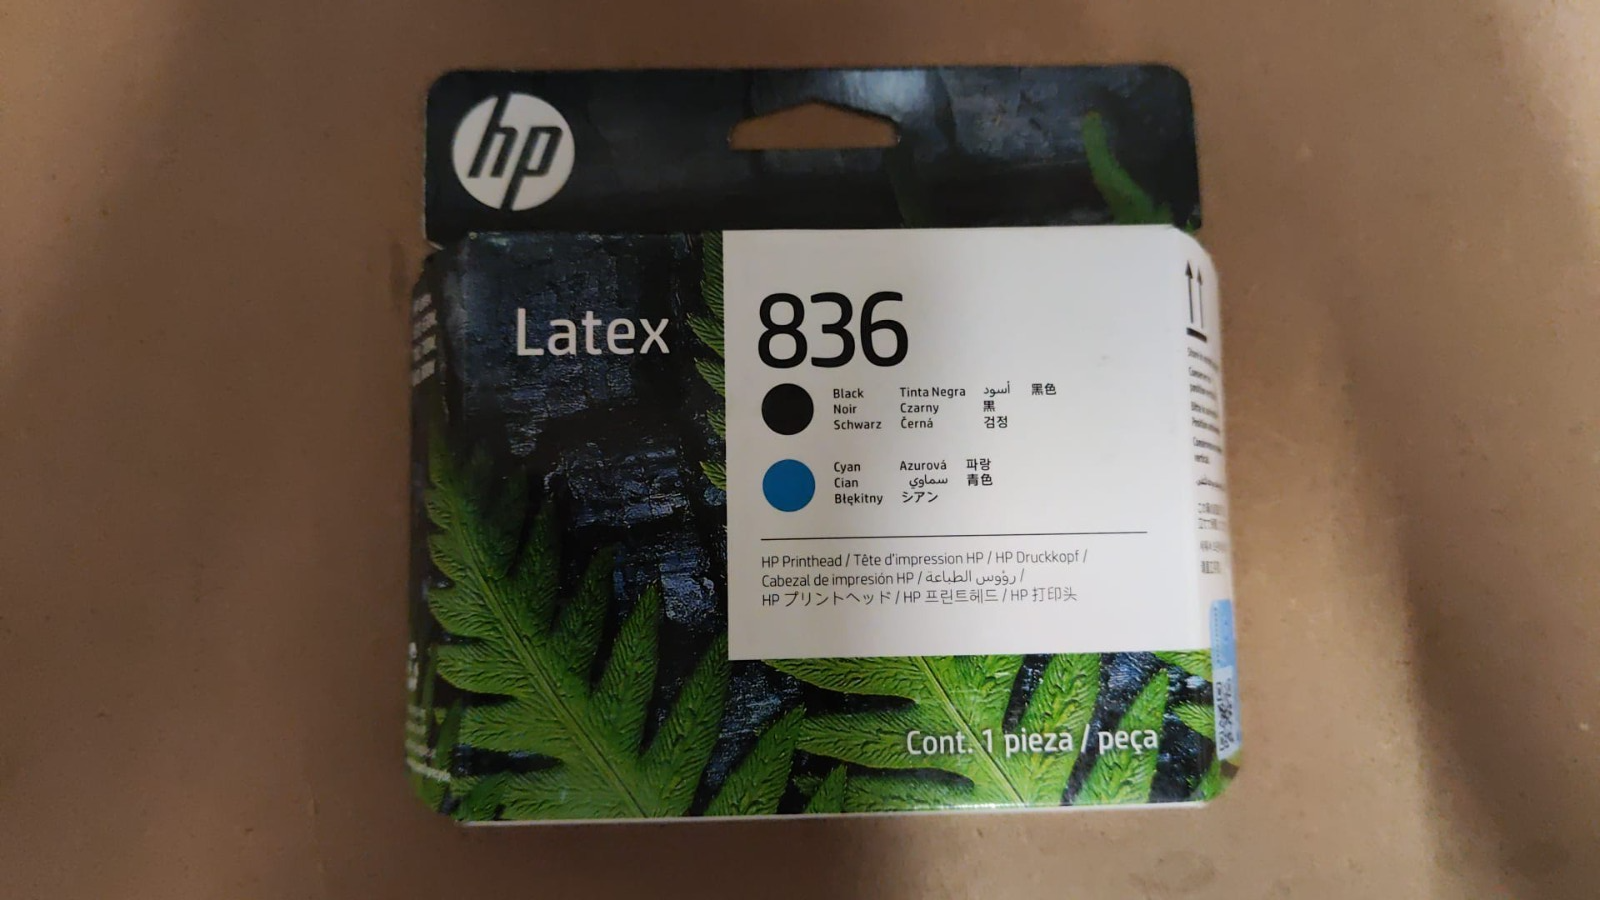 hp
Latex
836
Black Tinta Negra أسود 黑色
Noir Czarny 黒
Schwarz Černá 검정
Cyan Azurová 파랑
Cian سماوي 青色
Błękitny シアン
HP Printhead / Tête d'impression HP / HP Druckkopf /
Cabezal de impresión HP / رؤوس الطباعة /
HP プリントヘッド / HP 프린트헤드 / HP 打印头
Cont. 1 pieza / peça